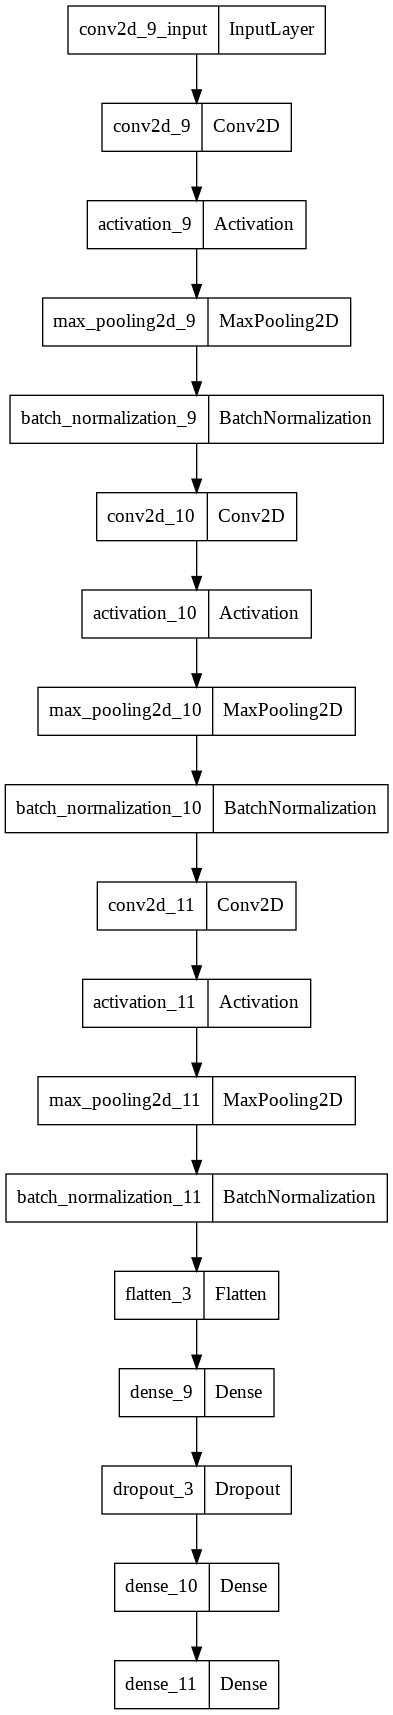 conv2d_9_input InputLayer
conv2d_9 Conv2D
activation_9 Activation
max_pooling2d_9 MaxPooling2D
batch_normalization_9 BatchNormalization
conv2d_10 Conv2D
activation_10 Activation
max_pooling2d_10 MaxPooling2D
batch_normalization_10 BatchNormalization
conv2d_11 Conv2D
activation_11 Activation
max_pooling2d_11 MaxPooling2D
batch_normalization_11 BatchNormalization
flatten_3 Flatten
dense_9 Dense
dropout_3 Dropout
dense_10 Dense
dense_11 Dense